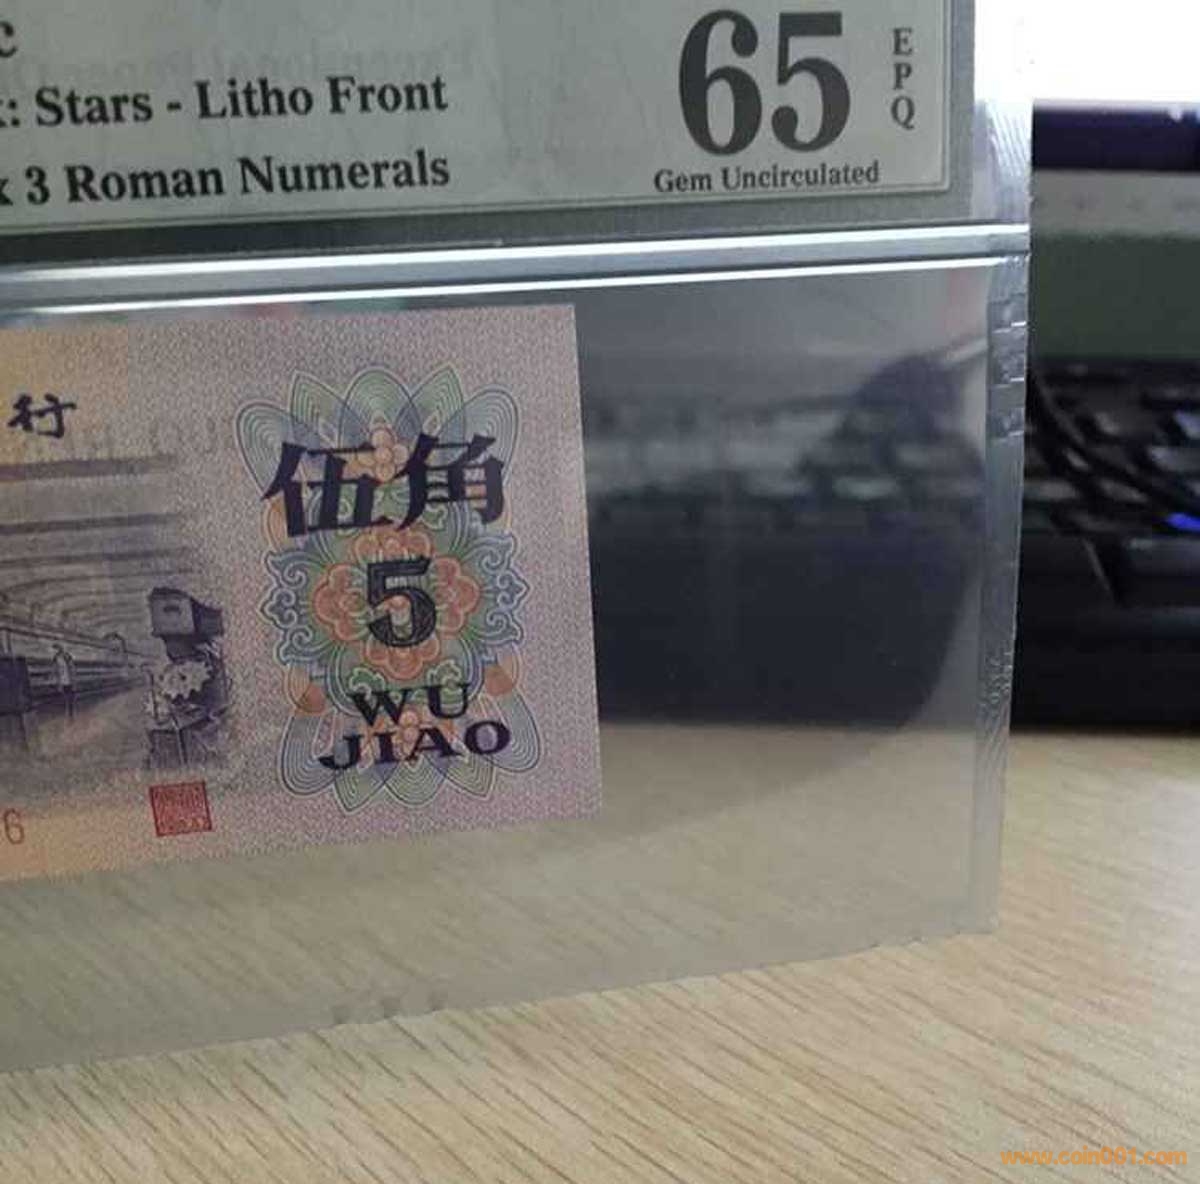 c
: Stars - Litho Front
3 Roman Numerals
65
EPQ
Gem Uncirculated
行
伍角
5
WU
JIAO
6
www.coin001.com